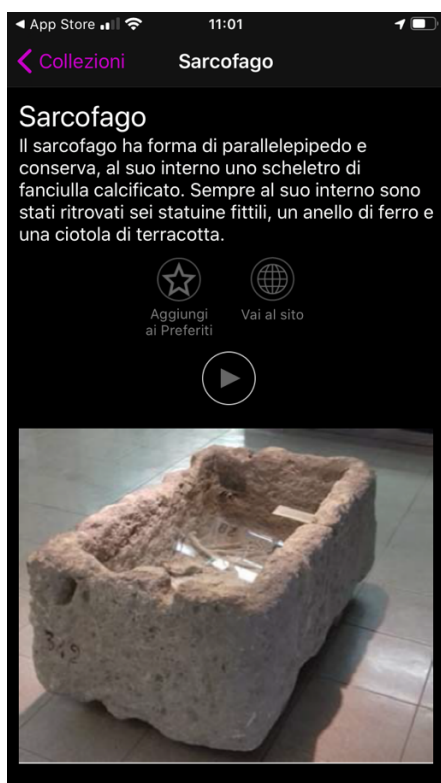 App Store
11:01
Collezioni
Sarcofago
Sarcofago
Il sarcofago ha forma di parallelepipedo e
conserva, al suo interno uno scheletro di
fanciulla calcificato. Sempre al suo interno sono
stati ritrovati sei statuine fittili, un anello di ferro e
una ciotola di terracotta.
Aggiungi
ai Preferiti
Vai al sito
312